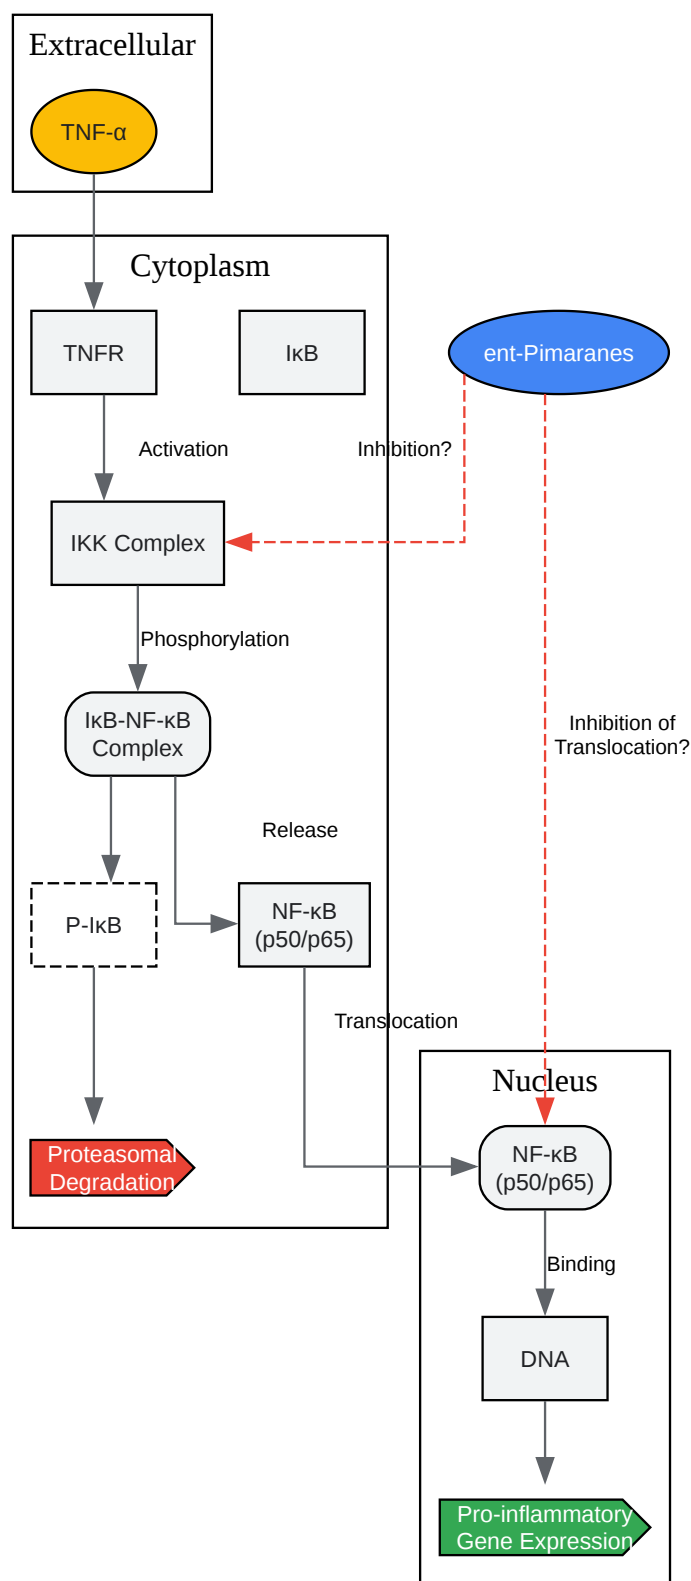 Extracellular
TNF-α
Cytoplasm
TNFR
IκB
ent-Pimaranes
Activation
Inhibition?
IKK Complex
Phosphorylation
IκB-NF-κB
Complex
Inhibition of
Translocation?
Release
P-IκB
NF-κB
(p50/p65)
Translocation
Nucleus
Proteasomal
Degradation
NF-κB
(p50/p65)
Binding
DNA
Pro-inflammatory
Gene Expression